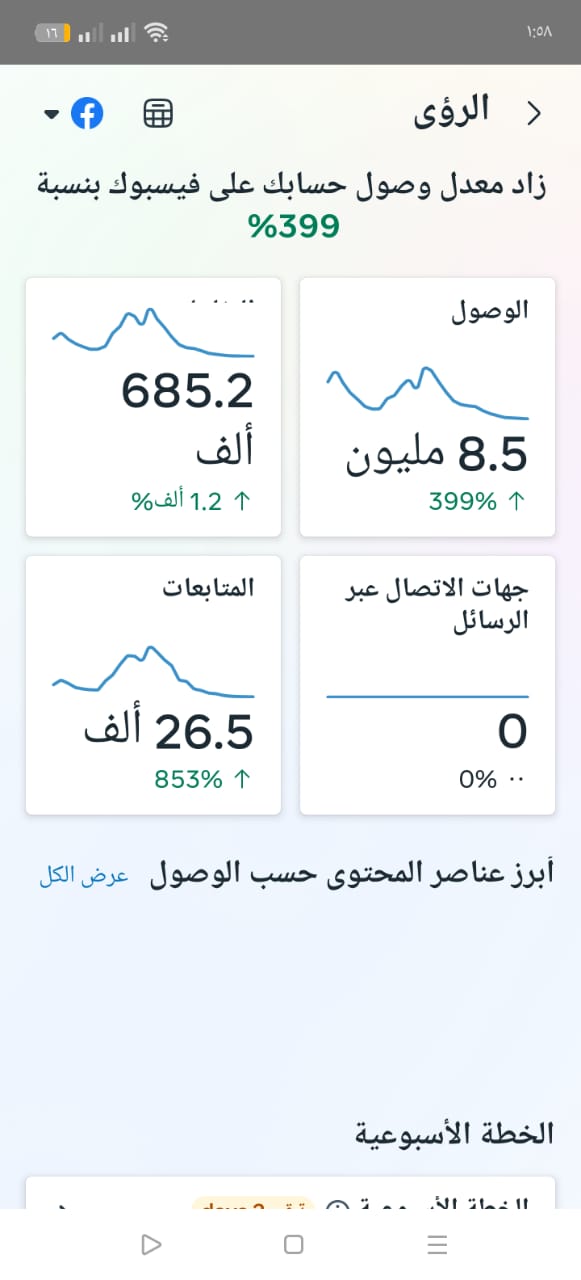 ١:٥٨
١٦
الرؤى
زاد معدل وصول حسابك على فيسبوك بنسبة
399%
الوصول
8.5 مليون
↑ 399%
685.2
ألف
↑ 1.2 ألف%
جهات الاتصال عبر
الرسائل
0
0%
المتابعات
26.5 ألف
↑ 853%
أبرز عناصر المحتوى حسب الوصول
عرض الكل
الخطة الأسبوعية